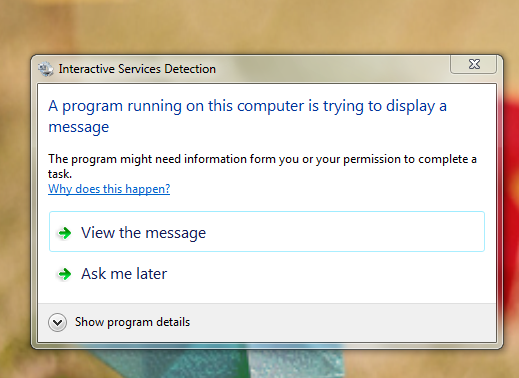 Interactive Services Detection
A program running on this computer is trying to display a
message
The program might need information form you or your permission to complete a
task.
Why does this happen?
View the message
Ask me later
Show program details